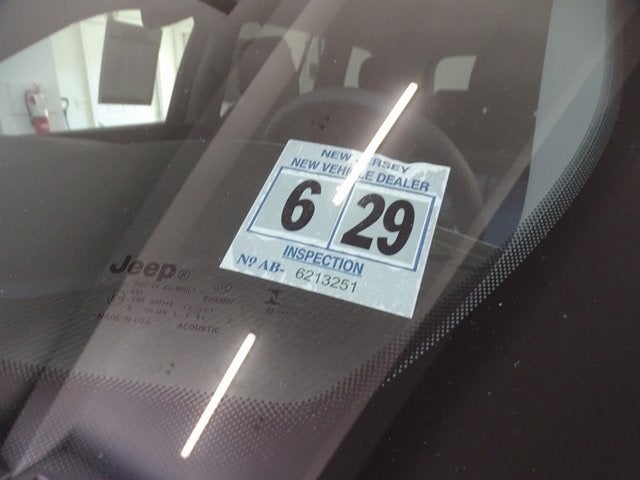 NEW JERSEY
NEW VEHICLE DEALER
6 29
INSPECTION
Nº AB- 6213251
Jeep®
MADE IN USA
ACOUSTIC